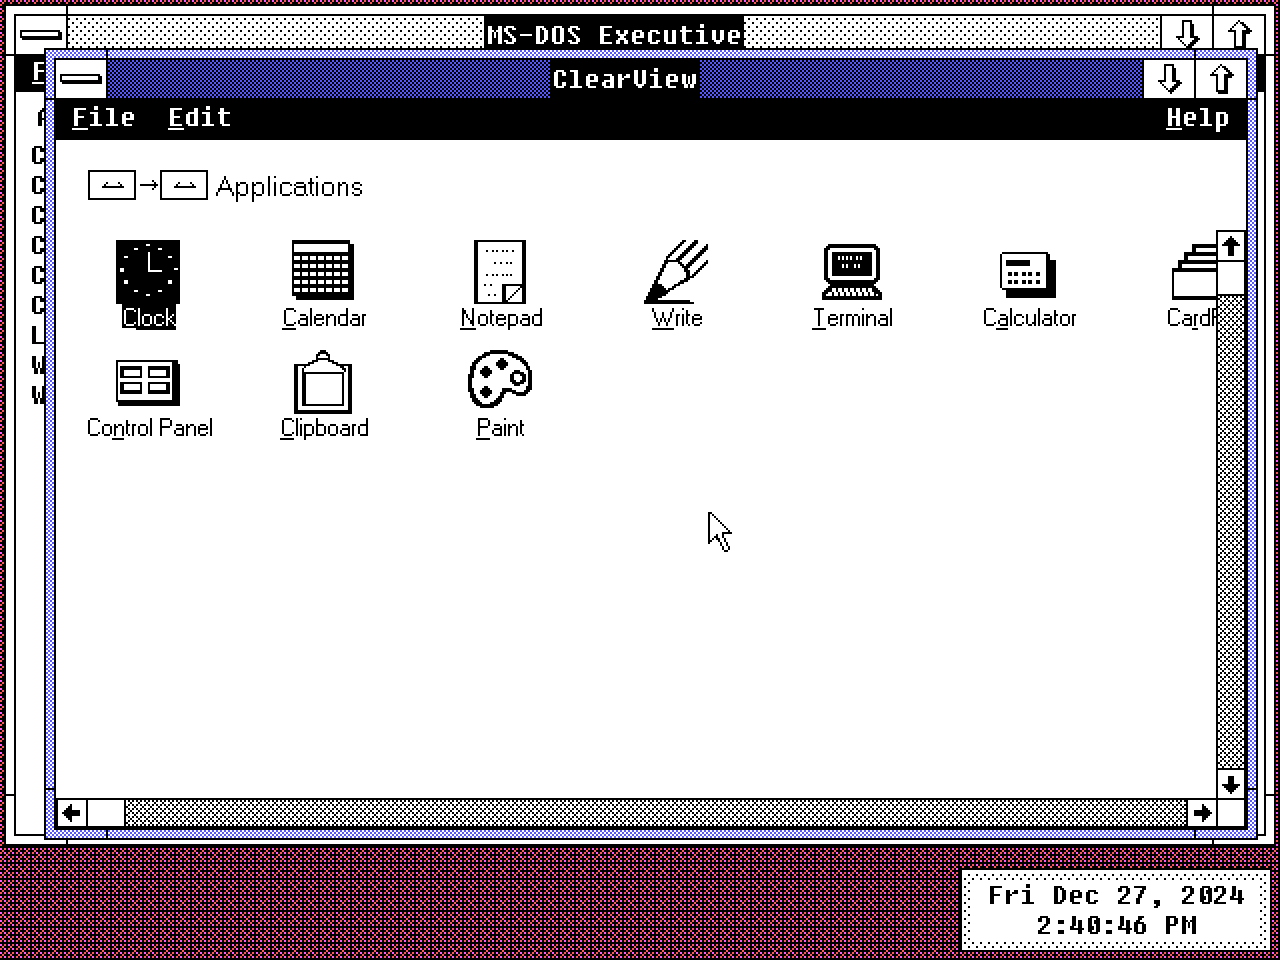 MS-DOS Executive
ClearView
File Edit Help
Applications
Clock Calendar Notepad Write Terminal Calculator
Control Panel Clipboard Paint
Fri Dec 27, 2024
2:40:46 PM